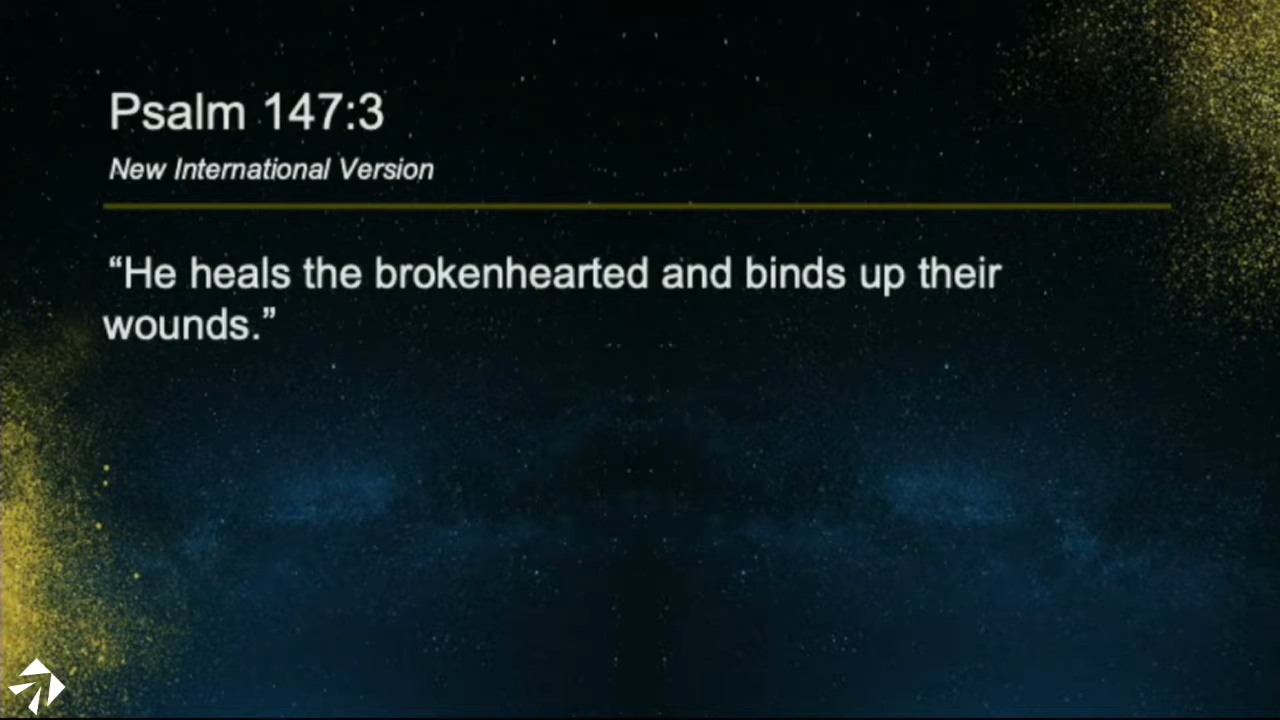 Psalm 147:3
New International Version
“He heals the brokenhearted and binds up their
wounds.”